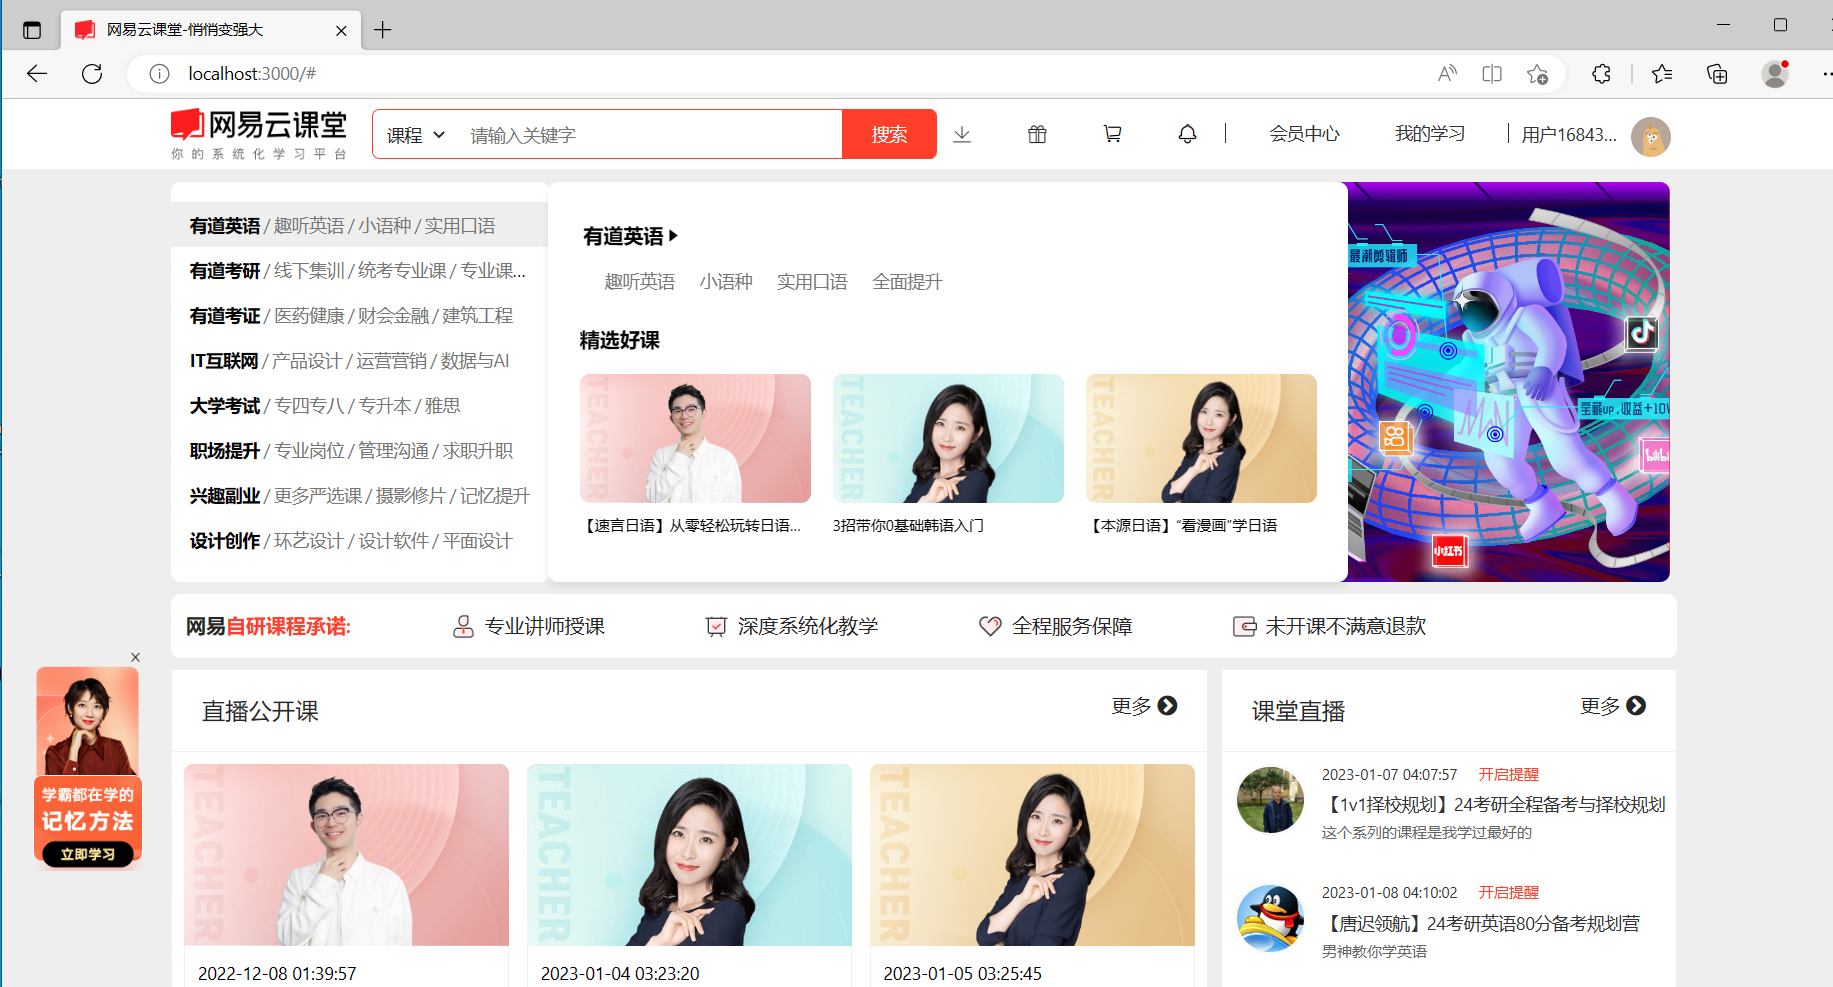 网易云课堂-悄悄变强大
localhost:3000/#
网易云课堂
你的系统化学习平台
课程 请输入关键字 搜索 会员中心 我的学习 用户16843...
有道英语 / 趣听英语 / 小语种 / 实用口语
有道考研 / 线下集训 / 统考专业课 / 专业课...
有道考证 / 医药健康 / 财会金融 / 建筑工程
IT互联网 / 产品设计 / 运营营销 / 数据与AI
大学考试 / 专四专八 / 专升本 / 雅思
职场提升 / 专业岗位 / 管理沟通 / 求职升职
兴趣副业 / 更多严选课 / 摄影修片 / 记忆提升
设计创作 / 环艺设计 / 设计软件 / 平面设计
有道英语
趣听英语 小语种 实用口语 全面提升
精选好课
TEACHER
TEACHER
TEACHER
【速言日语】从零轻松玩转日语...
3招带你0基础韩语入门
【本源日语】“看漫画”学日语
最潮剪辑师
宝藏up,收益+10W
bilibi
小红书
网易自研课程承诺:
专业讲师授课
深度系统化教学
全程服务保障
未开课不满意退款
学霸都在学的
记忆方法
立即学习
直播公开课 更多
TEACHER
TEACHER
TEACHER
2022-12-08 01:39:57
2023-01-04 03:23:20
2023-01-05 03:25:45
课堂直播 更多
2023-01-07 04:07:57 开启提醒
【1v1择校规划】24考研全程备考与择校规划
这个系列的课程是我学过最好的
2023-01-08 04:10:02 开启提醒
【唐迟领航】24考研英语80分备考规划营
男神教你学英语